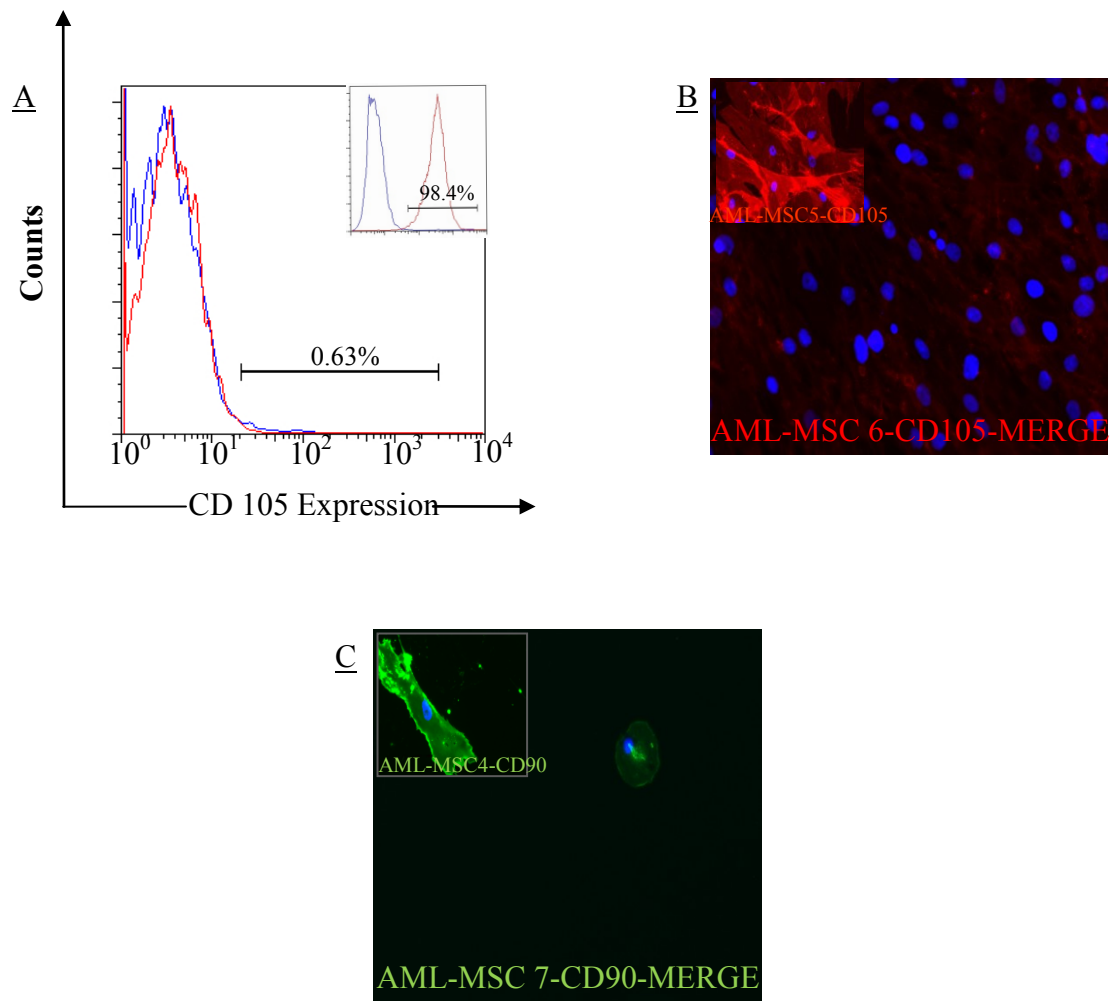 A
98.4%
Counts
0.63%
10^0 10^1 10^2 10^3 10^4
CD 105 Expression
B
AML-MSC5-CD105
AML-MSC 6-CD105-MERGE
C
AML-MSC4-CD90
AML-MSC 7-CD90-MERGE